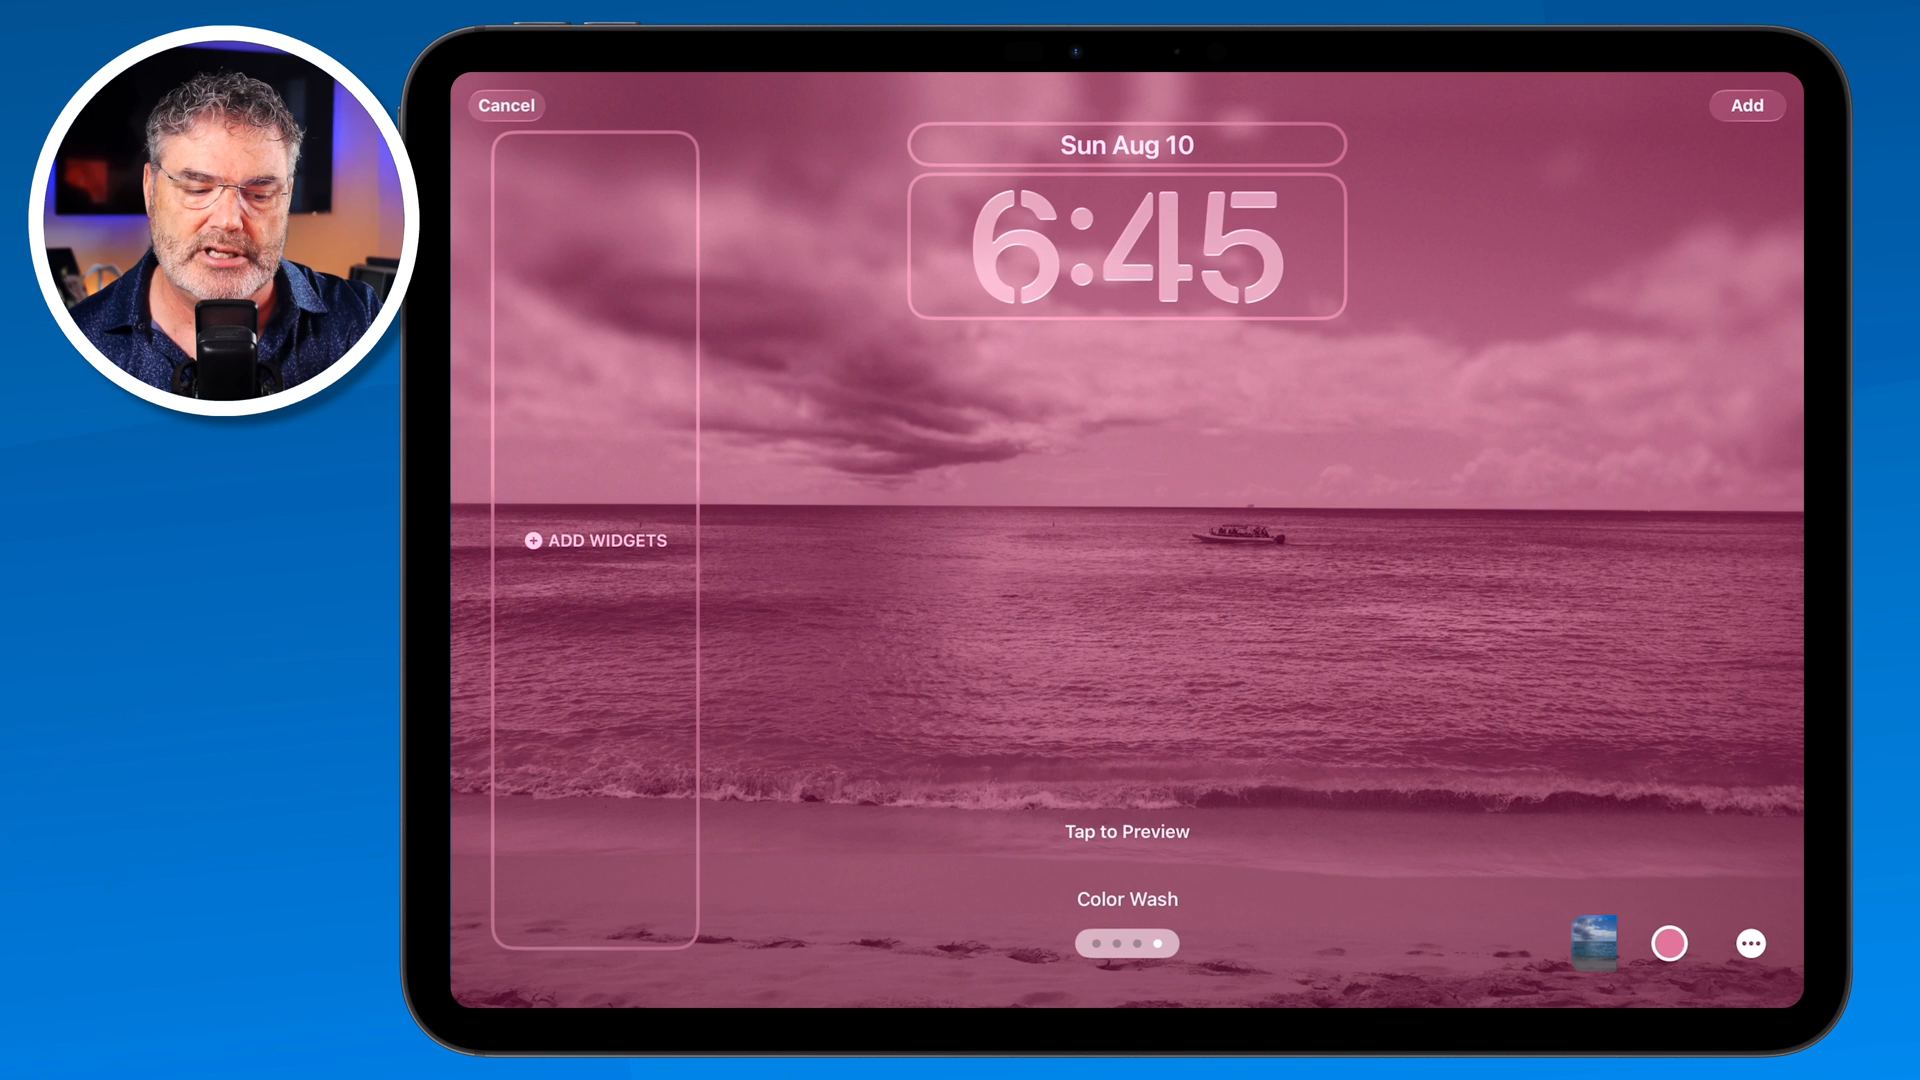 Cancel
Add
Sun Aug 10
6:45
ADD WIDGETS
Tap to Preview
Color Wash